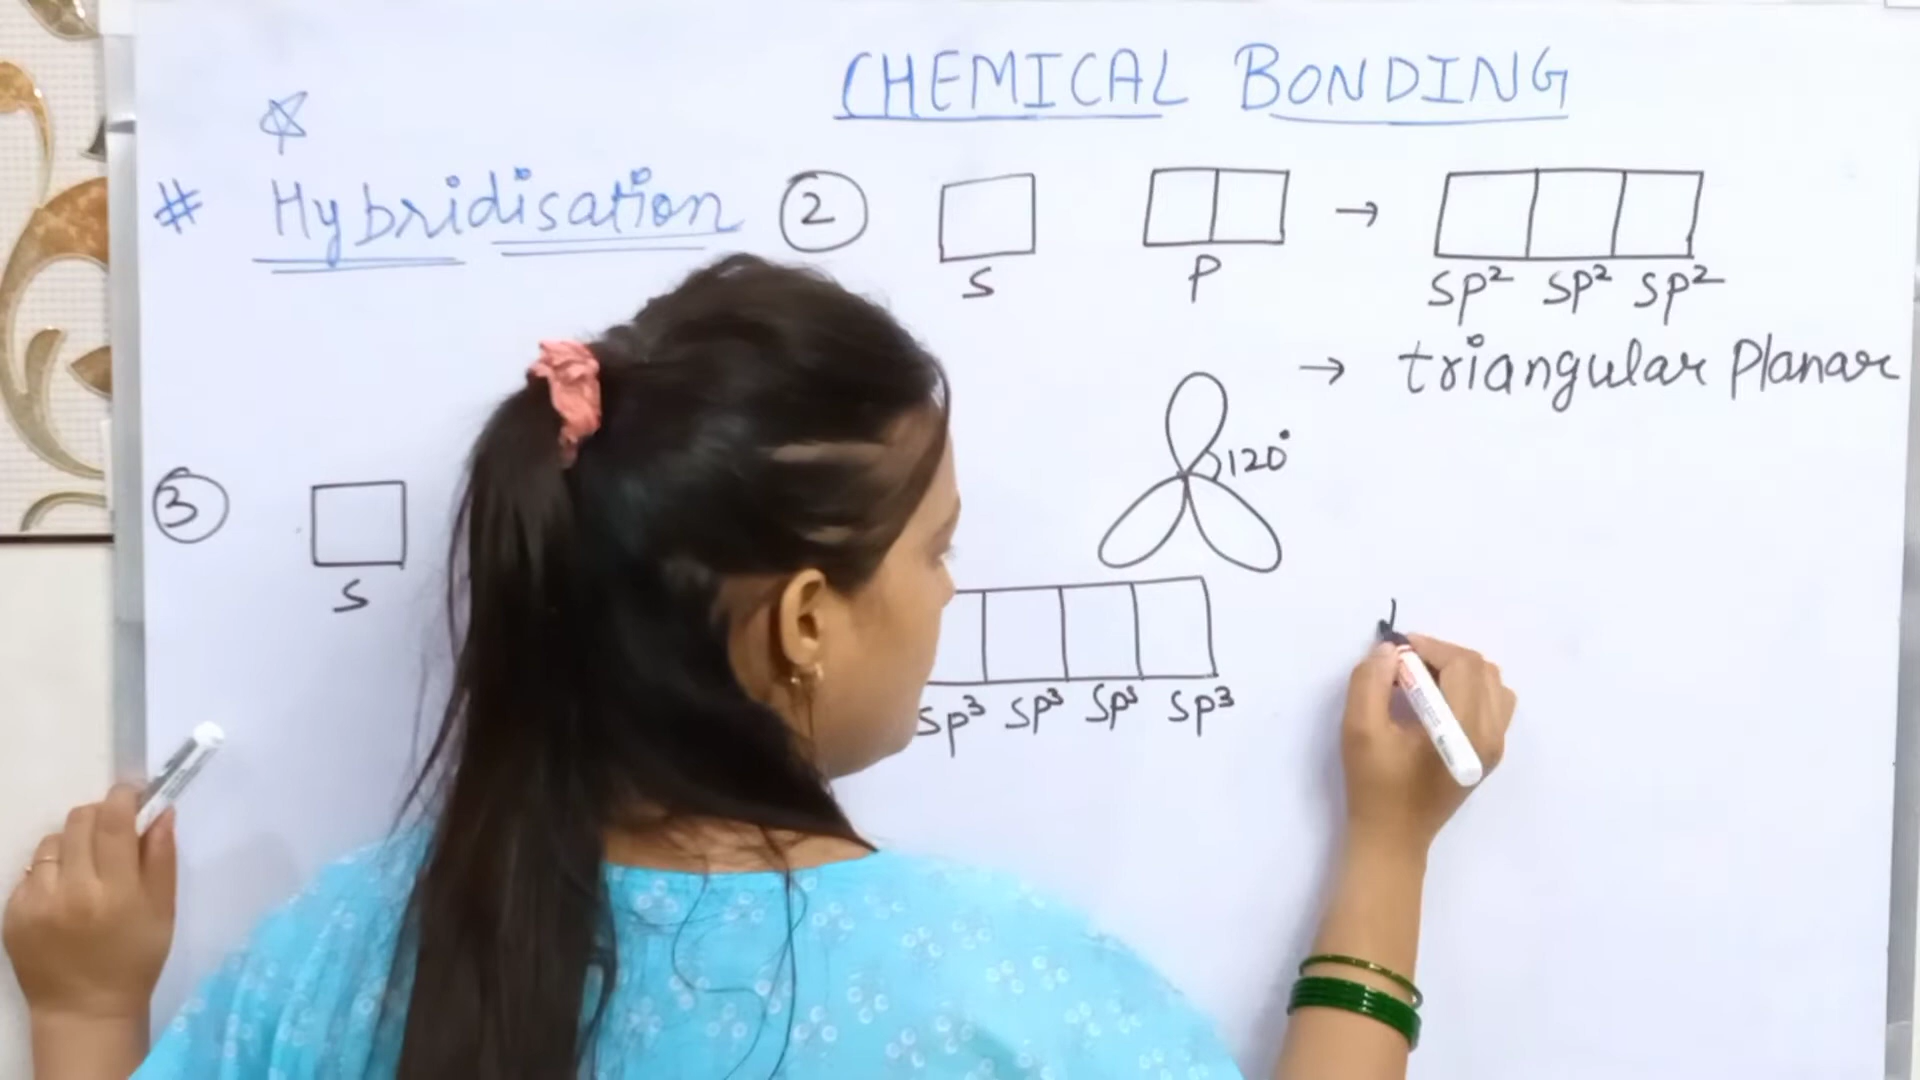 CHEMICAL BONDING
# Hybridisation
② S P → sp² sp² sp²
→ triangular Planar
120°
③ S
sp³ sp³ sp³ sp³